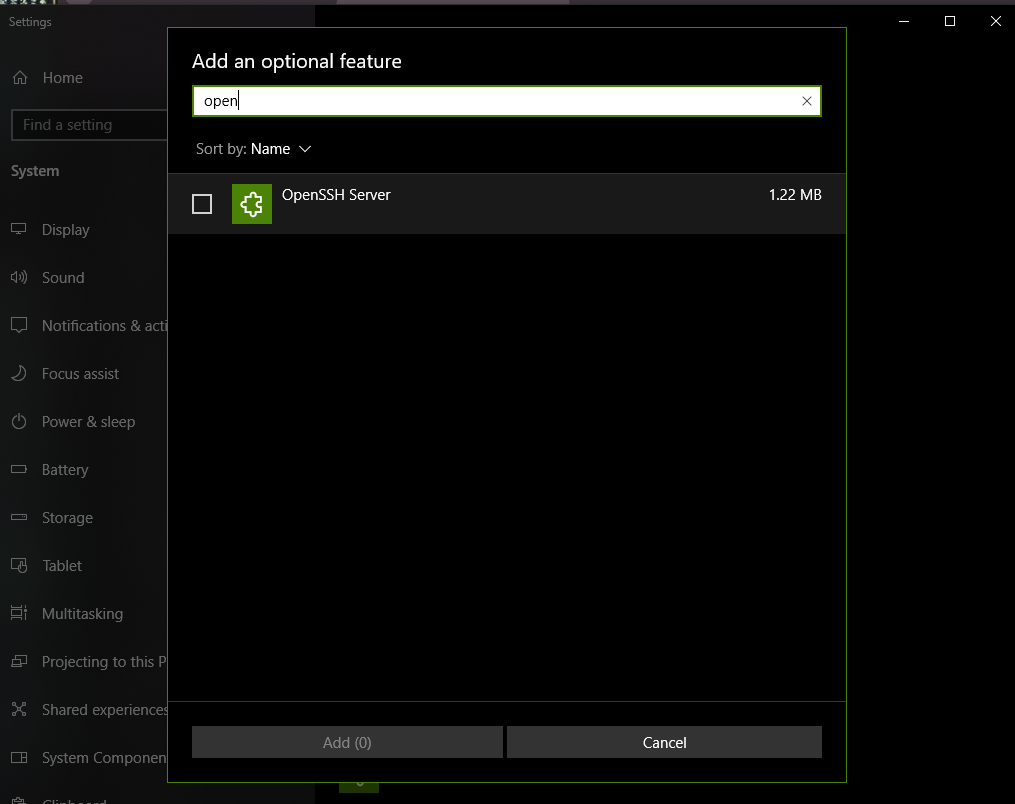 Settings
Home
Find a setting
System
Display
Sound
Notifications & acti
Focus assist
Power & sleep
Battery
Storage
Tablet
Multitasking
Projecting to this P
Shared experiences
System Componen
Clipboard
Add an optional feature
open
Sort by: Name
OpenSSH Server 1.22 MB
Add (0) Cancel